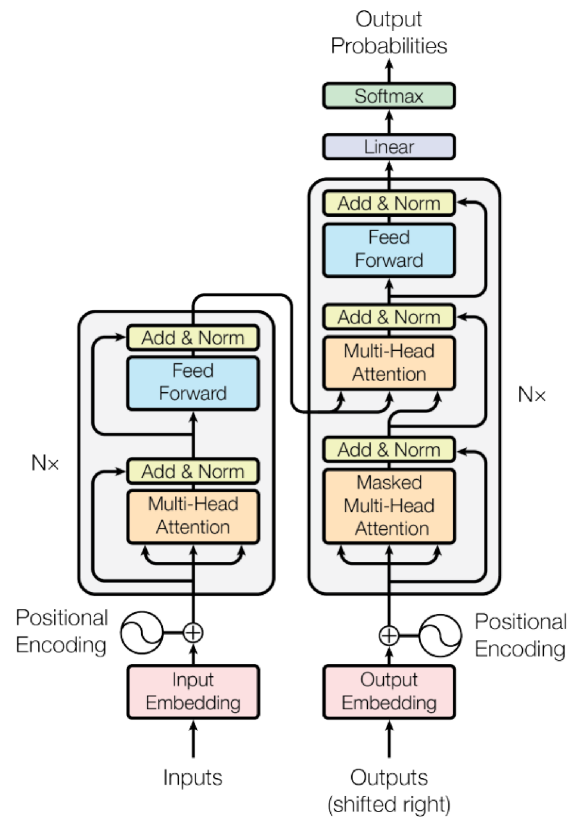 Output
Probabilities
Softmax
Linear
Add & Norm
Feed
Forward
Add & Norm
Multi-Head
Attention
Add & Norm
Masked
Multi-Head
Attention
N×
Add & Norm
Feed
Forward
Add & Norm
Multi-Head
Attention
N×
Positional
Encoding
Positional
Encoding
Input
Embedding
Output
Embedding
Inputs
Outputs
(shifted right)